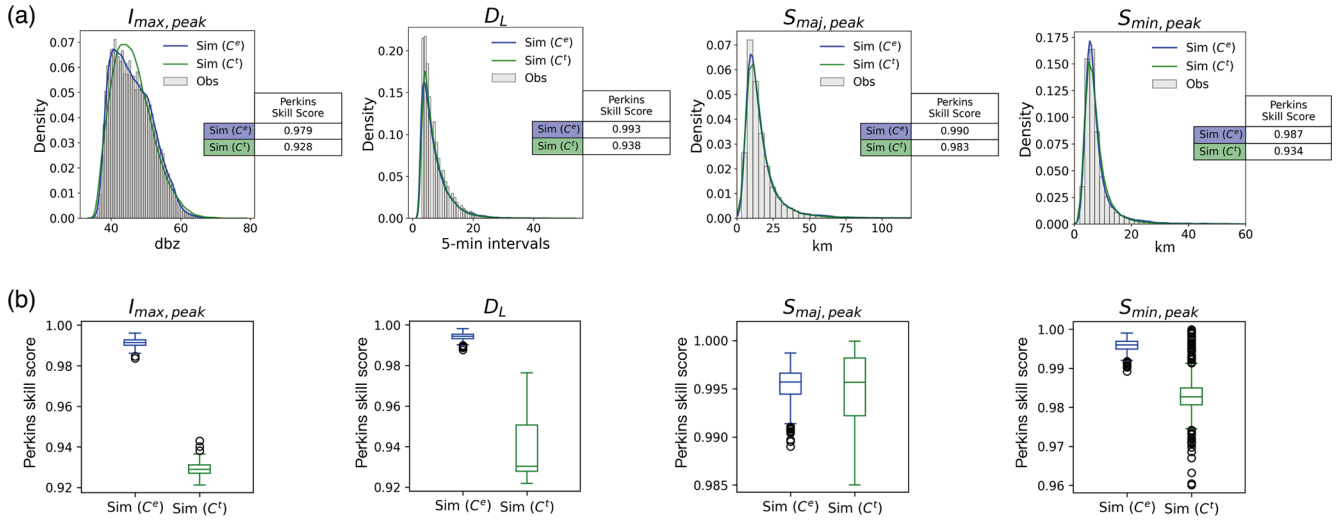 (a)
I_max,peak
Density
0.07
0.06
0.05
0.04
0.03
0.02
0.01
0.00
40
60
80
dbz
Sim (C^e)
Sim (C^t)
Obs
Perkins
Skill Score
Sim (C^e) 0.979
Sim (C^t) 0.928
D_L
Density
0.20
0.15
0.10
0.05
0.00
0
20
40
5-min intervals
Sim (C^e)
Sim (C^t)
Obs
Perkins
Skill Score
Sim (C^e) 0.993
Sim (C^t) 0.938
S_maj,peak
Density
0.07
0.06
0.05
0.04
0.03
0.02
0.01
0.00
0
25
50
75
100
km
Sim (C^e)
Sim (C^t)
Obs
Perkins
Skill Score
Sim (C^e) 0.990
Sim (C^t) 0.983
S_min,peak
Density
0.175
0.150
0.125
0.100
0.075
0.050
0.025
0.000
0
20
40
60
km
Sim (C^e)
Sim (C^t)
Obs
Perkins
Skill Score
Sim (C^e) 0.987
Sim (C^t) 0.934
(b)
I_max,peak
Perkins skill score
1.00
0.98
0.96
0.94
0.92
Sim (C^e) Sim (C^t)
D_L
Perkins skill score
1.00
0.98
0.96
0.94
0.92
Sim (C^e) Sim (C^t)
S_maj,peak
Perkins skill score
1.000
0.995
0.990
0.985
Sim (C^e) Sim (C^t)
S_min,peak
Perkins skill score
1.00
0.99
0.98
0.97
0.96
Sim (C^e) Sim (C^t)